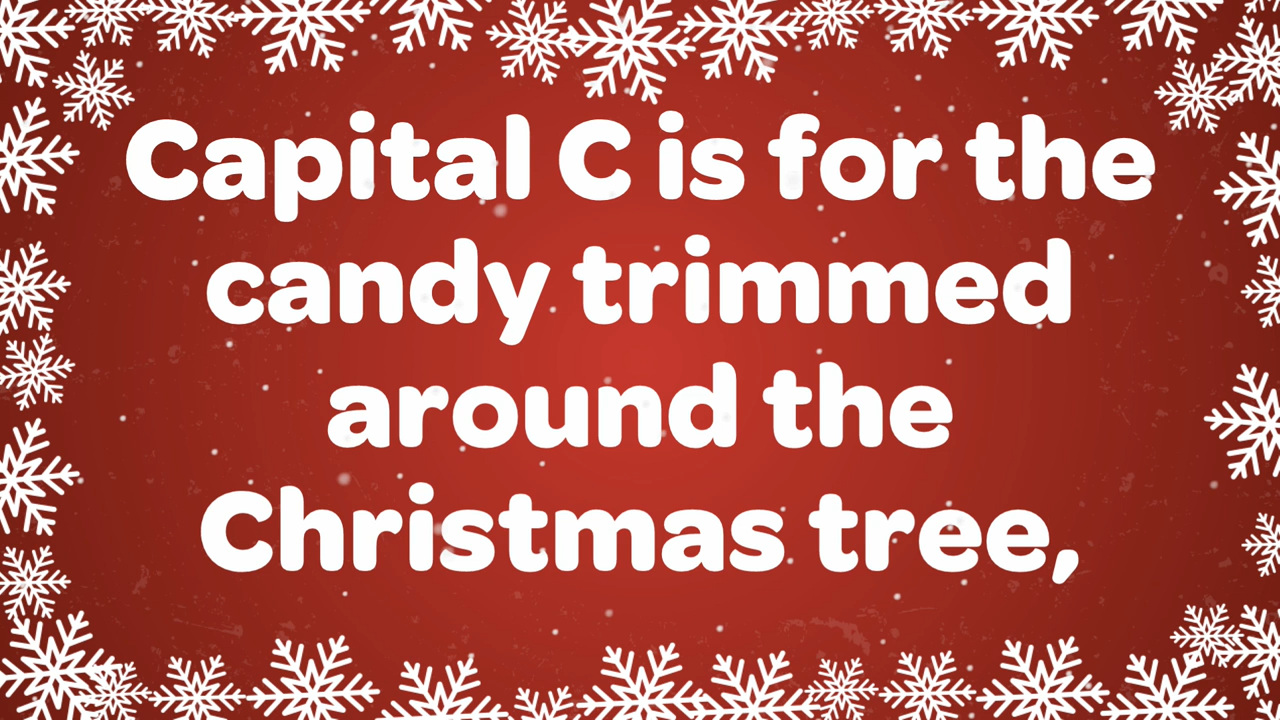 Capital C is for the
candy trimmed
around the
Christmas tree,